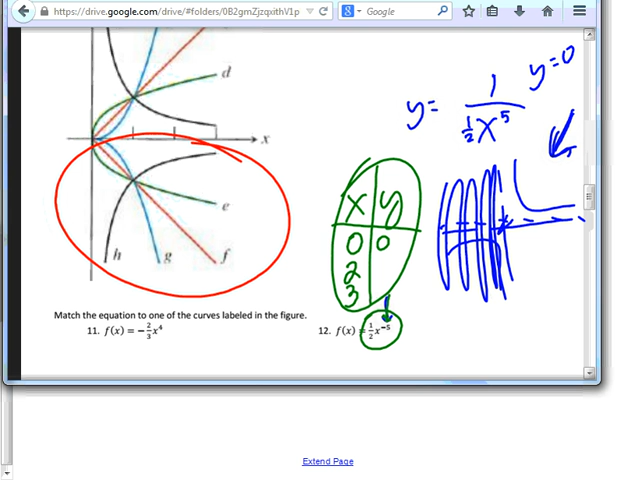 https://drive.google.com/drive/#folders/0B2gmZjzqxithV1p
Google
d
x
e
h g f
y = 1 / ½x⁵
y=0
x y
0 0
2
3
Match the equation to one of the curves labeled in the figure.
11. f(x) = −⅔x⁴
12. f(x) = ½x⁻⁵
Extend Page